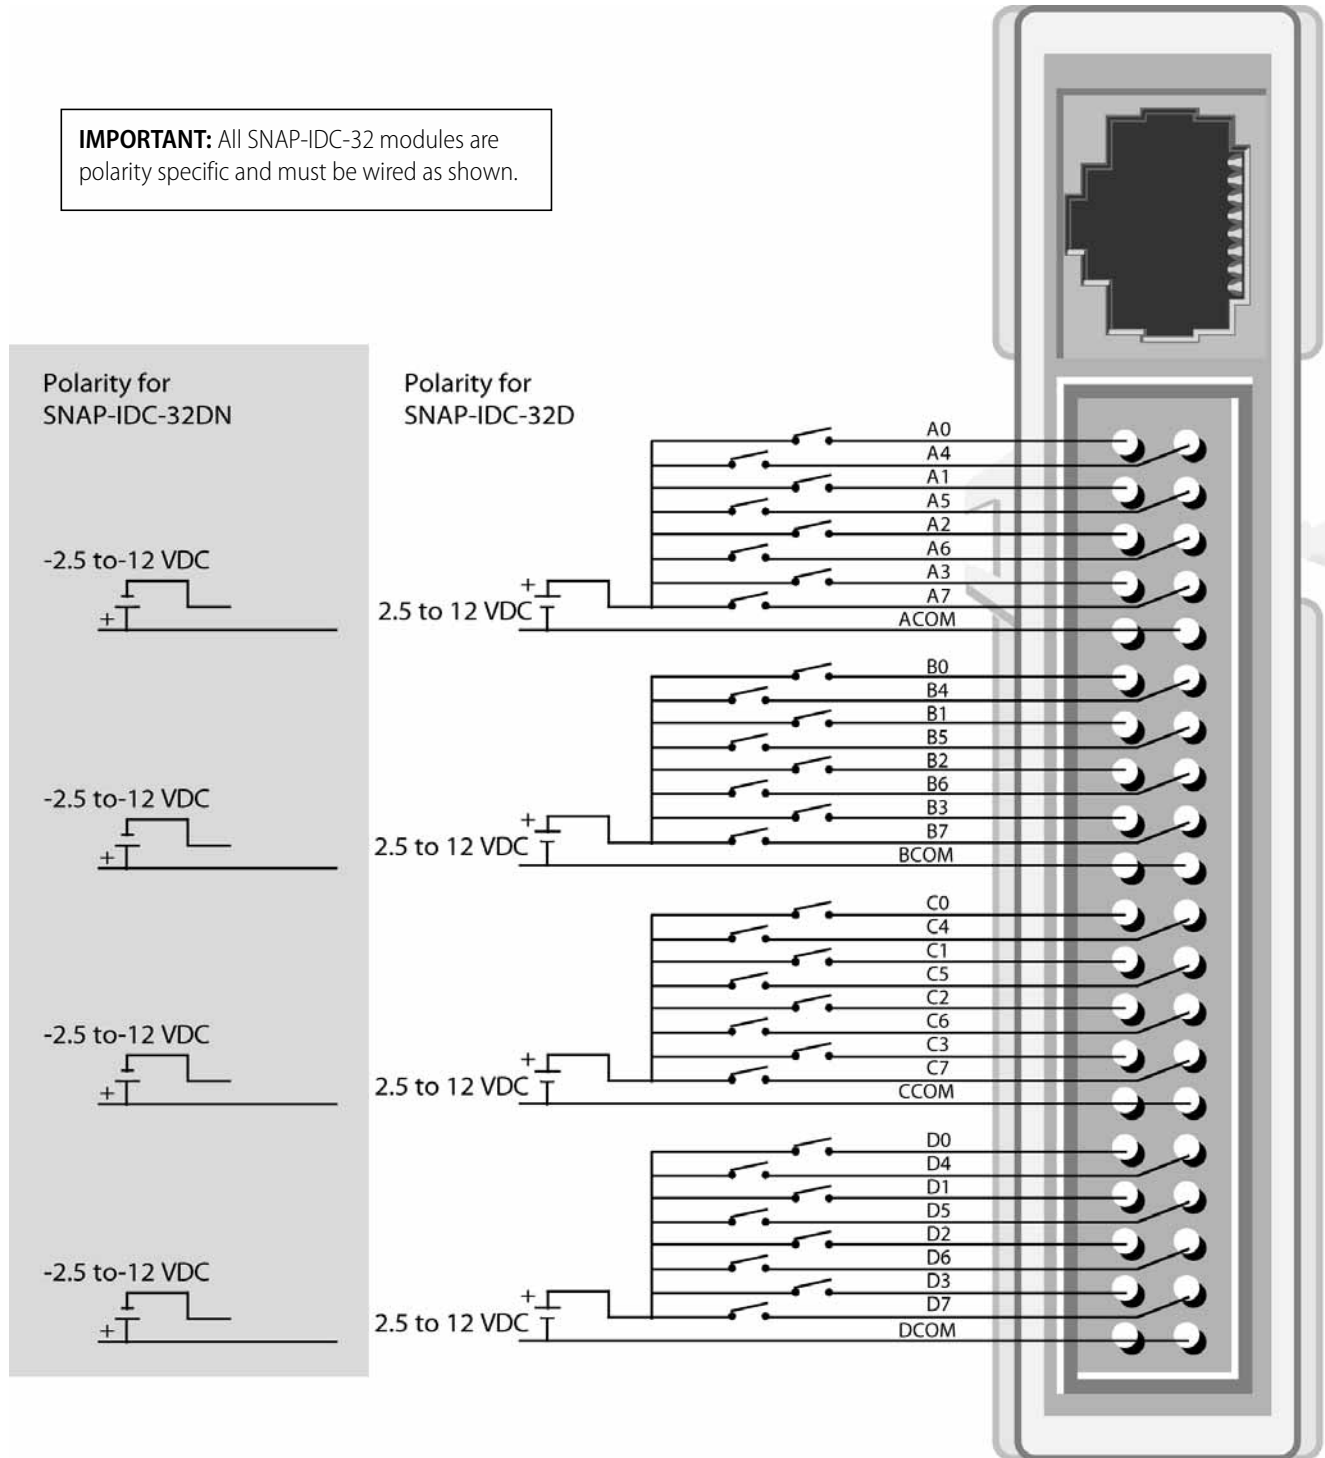 IMPORTANT: All SNAP-IDC-32 modules are
polarity specific and must be wired as shown.
Polarity for
SNAP-IDC-32DN
Polarity for
SNAP-IDC-32D
A0
A4
A1
A5
A2
A6
A3
A7
ACOM
-2.5 to-12 VDC
+
+
2.5 to 12 VDC
B0
B4
B1
B5
B2
B6
B3
B7
BCOM
-2.5 to-12 VDC
+
+
2.5 to 12 VDC
C0
C4
C1
C5
C2
C6
C3
C7
CCOM
-2.5 to-12 VDC
+
+
2.5 to 12 VDC
D0
D4
D1
D5
D2
D6
D3
D7
DCOM
-2.5 to-12 VDC
+
+
2.5 to 12 VDC